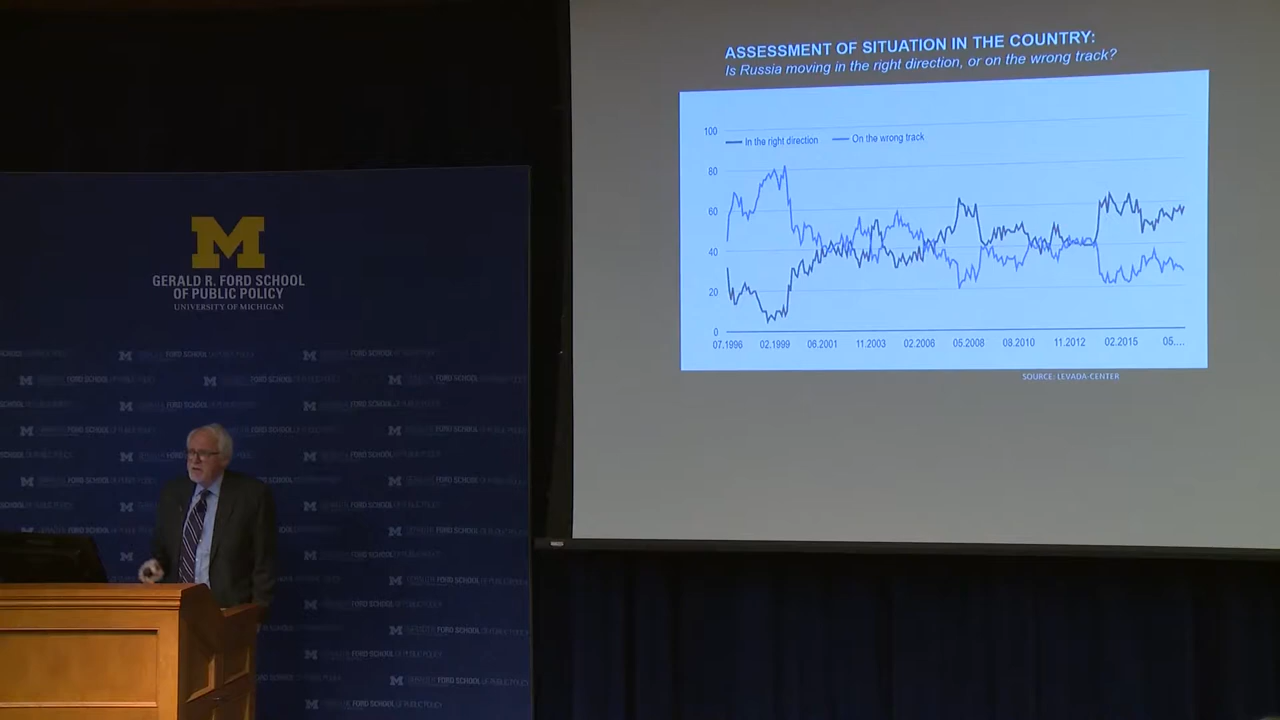 ASSESSMENT OF SITUATION IN THE COUNTRY:
Is Russia moving in the right direction, or on the wrong track?
In the right direction
On the wrong track
100
80
60
40
20
0
07.1996 02.1999 06.2001 11.2003 02.2006 05.2008 08.2010 11.2012 02.2015 05....
SOURCE: LEVADA-CENTER
M
GERALD R. FORD SCHOOL
OF PUBLIC POLICY
UNIVERSITY OF MICHIGAN